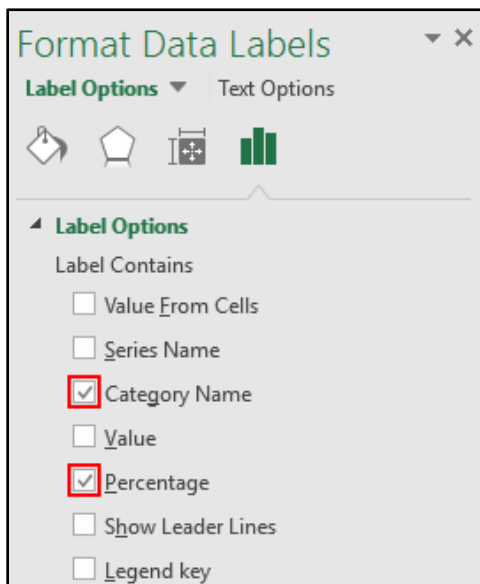 Format Data Labels
Label Options Text Options
Label Options
Label Contains
Value From Cells
Series Name
Category Name
Value
Percentage
Show Leader Lines
Legend key